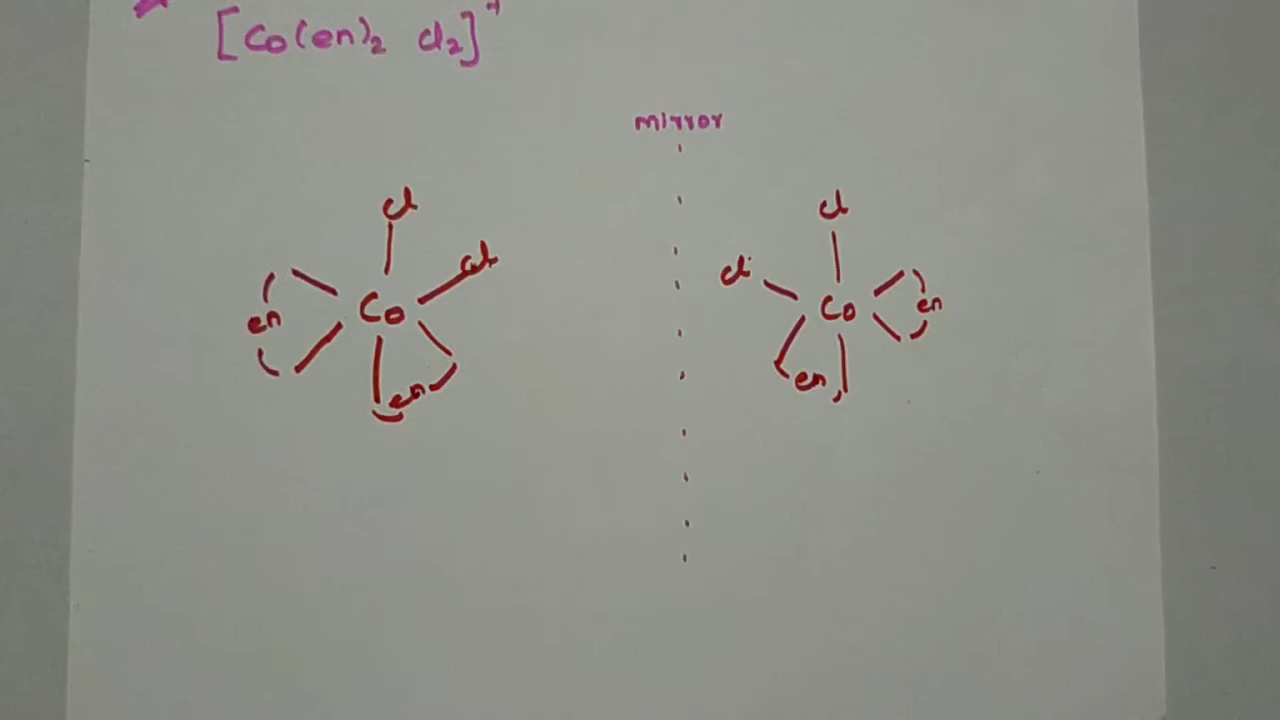 [Co(en)₂ Cl₂]⁺
mirror
Cl Cl
Cl Cl
en Co Co en
en en